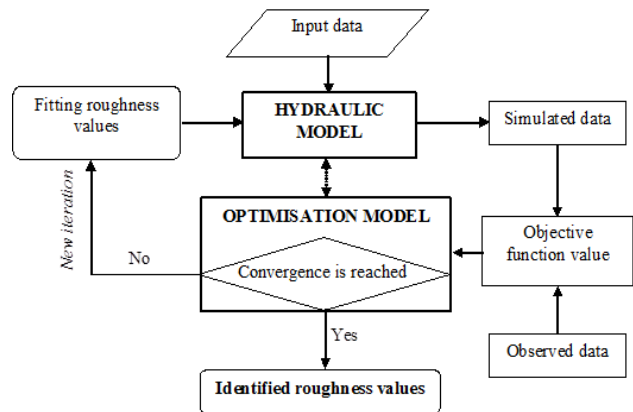 Input data
Fitting roughness
values
HYDRAULIC
MODEL
Simulated data
New iteration
OPTIMISATION MODEL
Objective
function value
No
Convergence is reached
Yes
Observed data
Identified roughness values